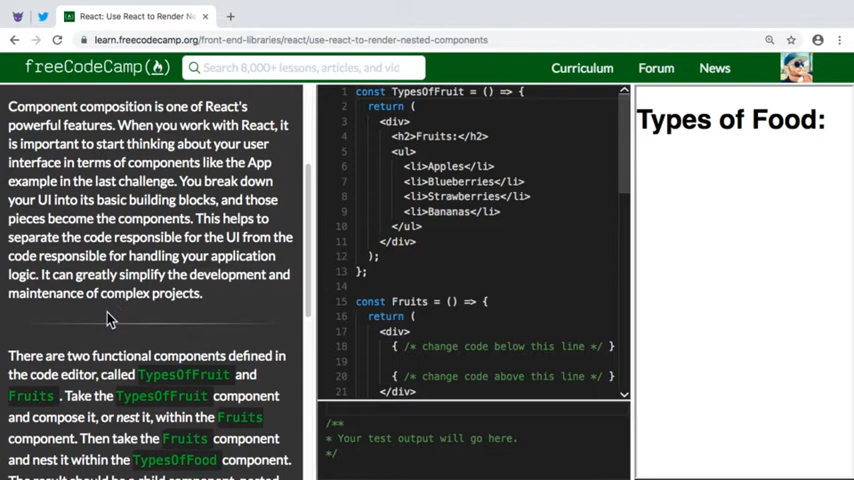 React: Use React to Render Ne
learn.freecodecamp.org/front-end-libraries/react/use-react-to-render-nested-components
freeCodeCamp
Search 8,000+ lessons, articles, and vid
Curriculum
Forum
News
Component composition is one of React's
powerful features. When you work with React, it
is important to start thinking about your user
interface in terms of components like the App
example in the last challenge. You break down
your UI into its basic building blocks, and those
pieces become the components. This helps to
separate the code responsible for the UI from the
code responsible for handling your application
logic. It can greatly simplify the development and
maintenance of complex projects.
There are two functional components defined in
the code editor, called TypesOfFruit and
Fruits . Take the TypesOfFruit component
and compose it, or nest it, within the Fruits
component. Then take the Fruits component
and nest it within the TypesOfFood component.
The result should be a child component, nested
1 const TypesOfFruit = () => {
2 return (
3 <div>
4 <h2>Fruits:</h2>
5 <ul>
6 <li>Apples</li>
7 <li>Blueberries</li>
8 <li>Strawberries</li>
9 <li>Bananas</li>
10 </ul>
11 </div>
12 );
13 };
14
15 const Fruits = () => {
16 return (
17 <div>
18 { /* change code below this line */ }
19
20 { /* change code above this line */ }
21 </div>
/**
* Your test output will go here.
*/
Types of Food: